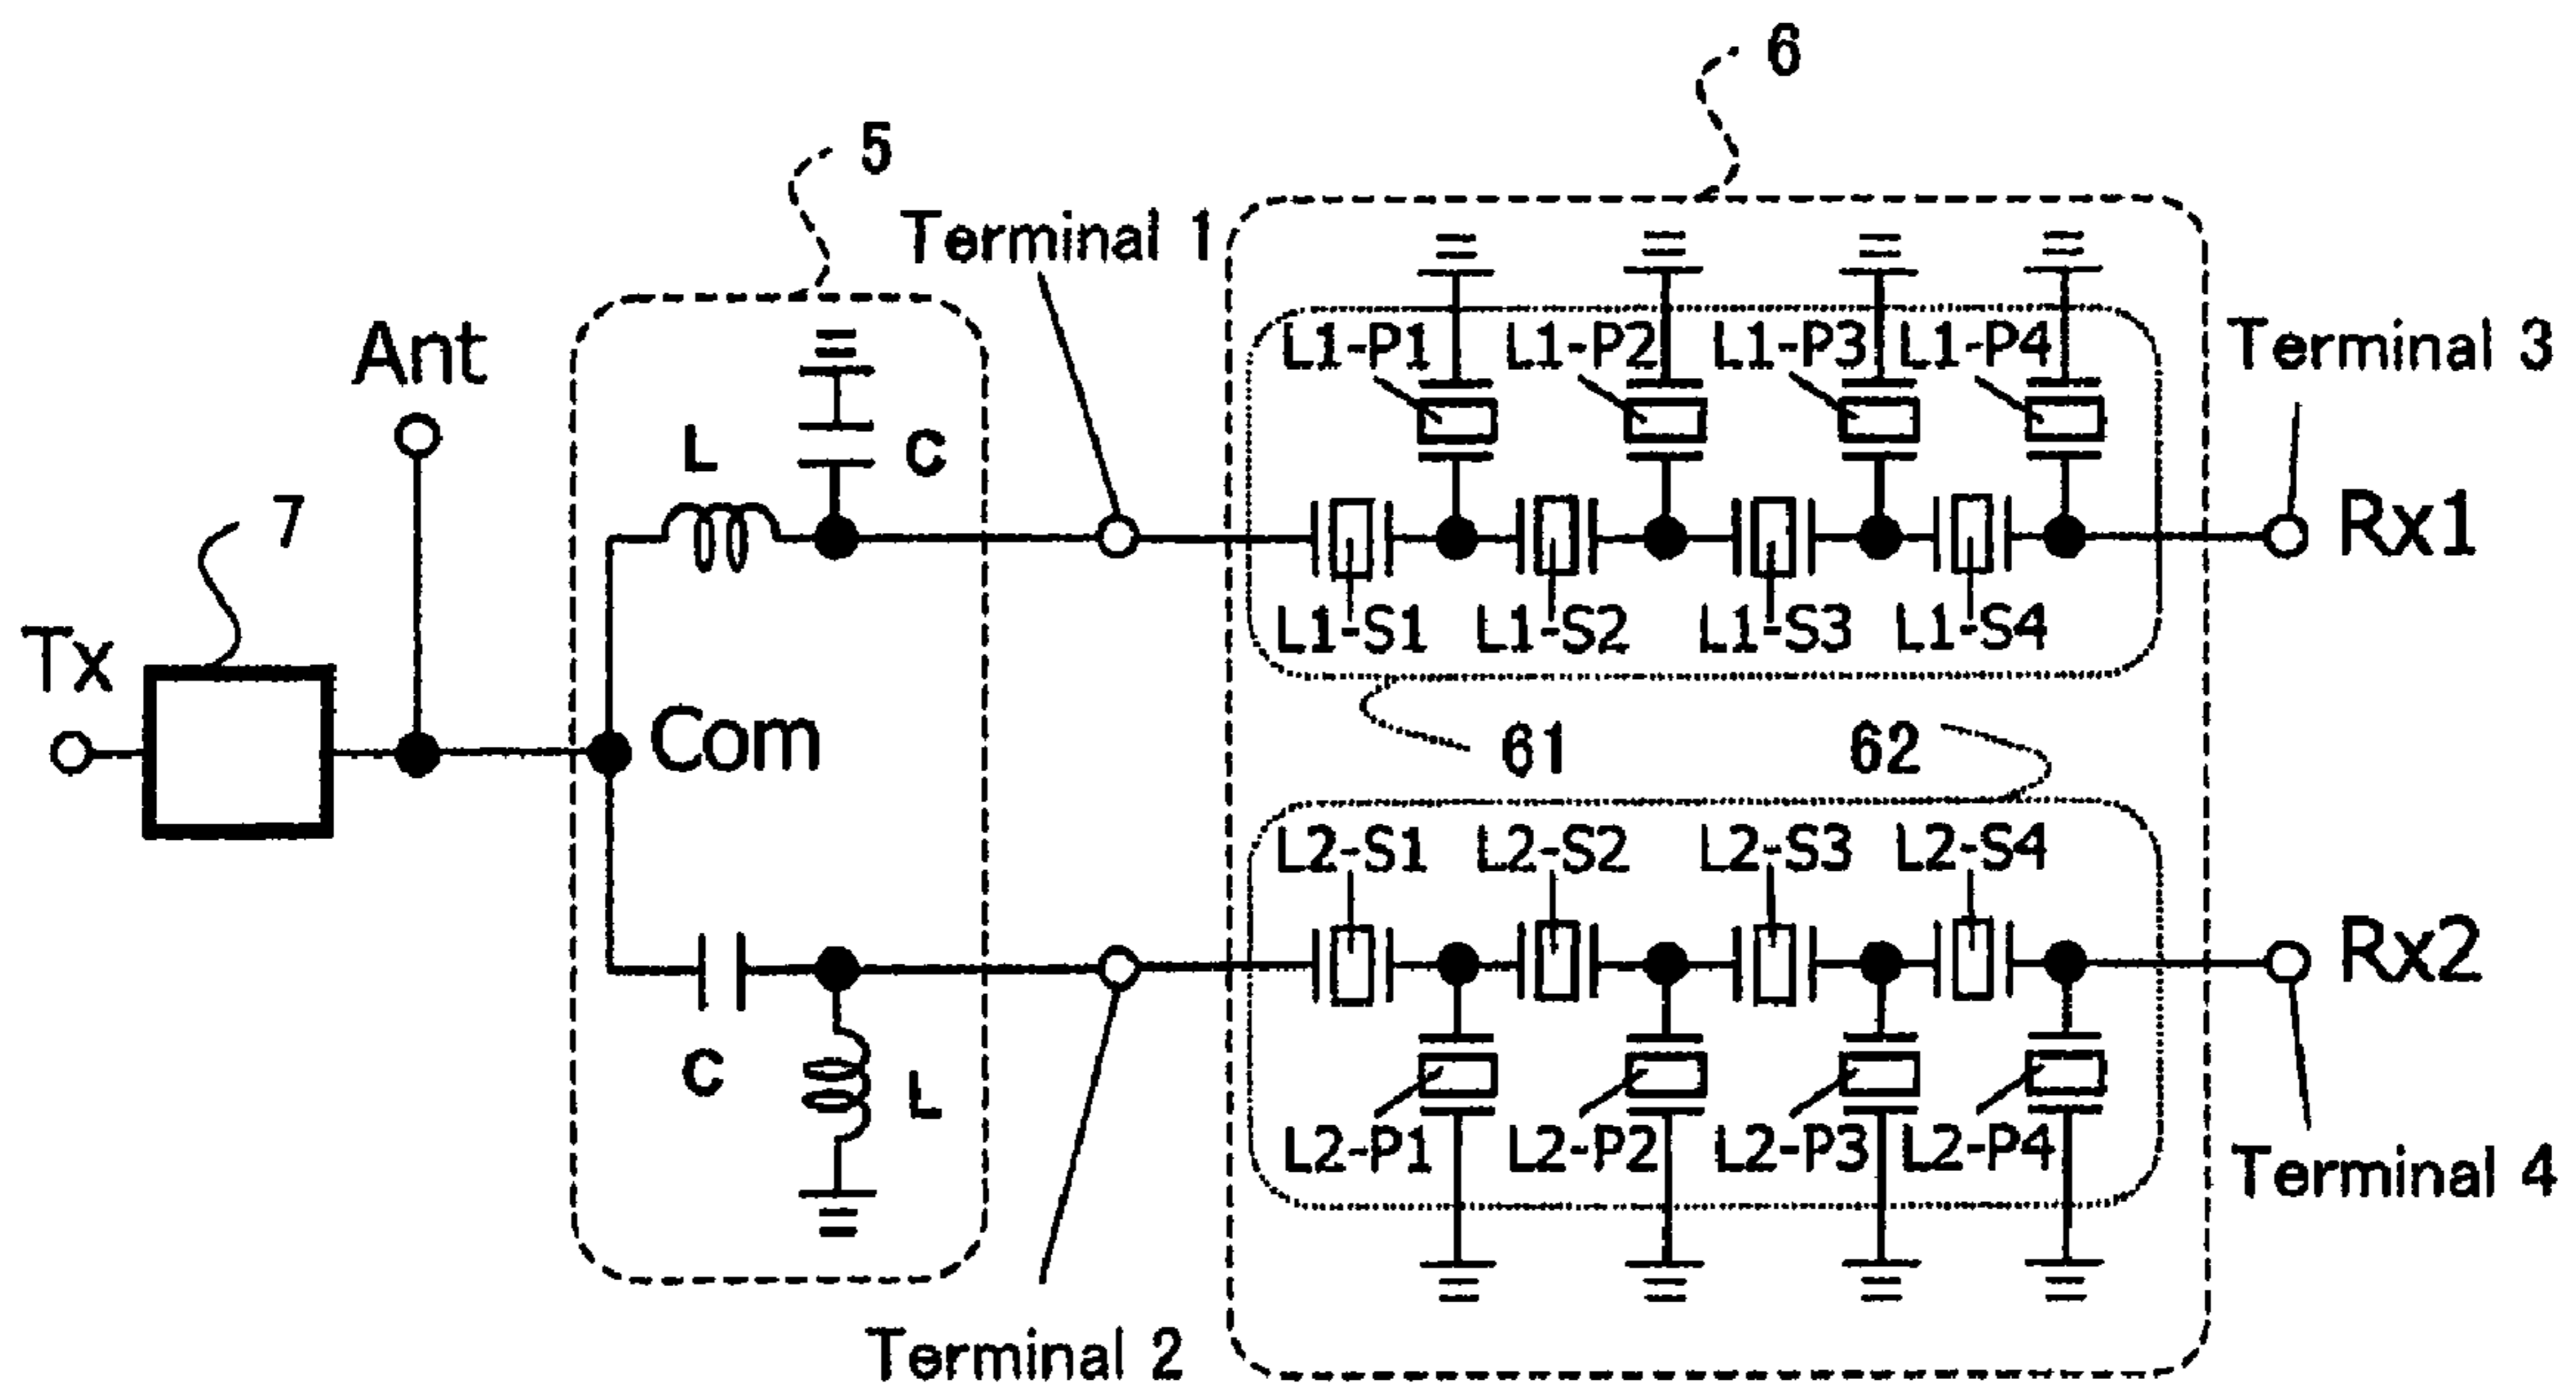 6
5
Terminal 1
Ant
L1-P1 L1-P2 L1-P3 L1-P4
Terminal 3
L
C
7
Rx1
L1-S1 L1-S2 L1-S3 L1-S4
Tx
Com
61
62
L2-S1 L2-S2 L2-S3 L2-S4
Rx2
C
L
L2-P1 L2-P2 L2-P3 L2-P4
Terminal 4
Terminal 2